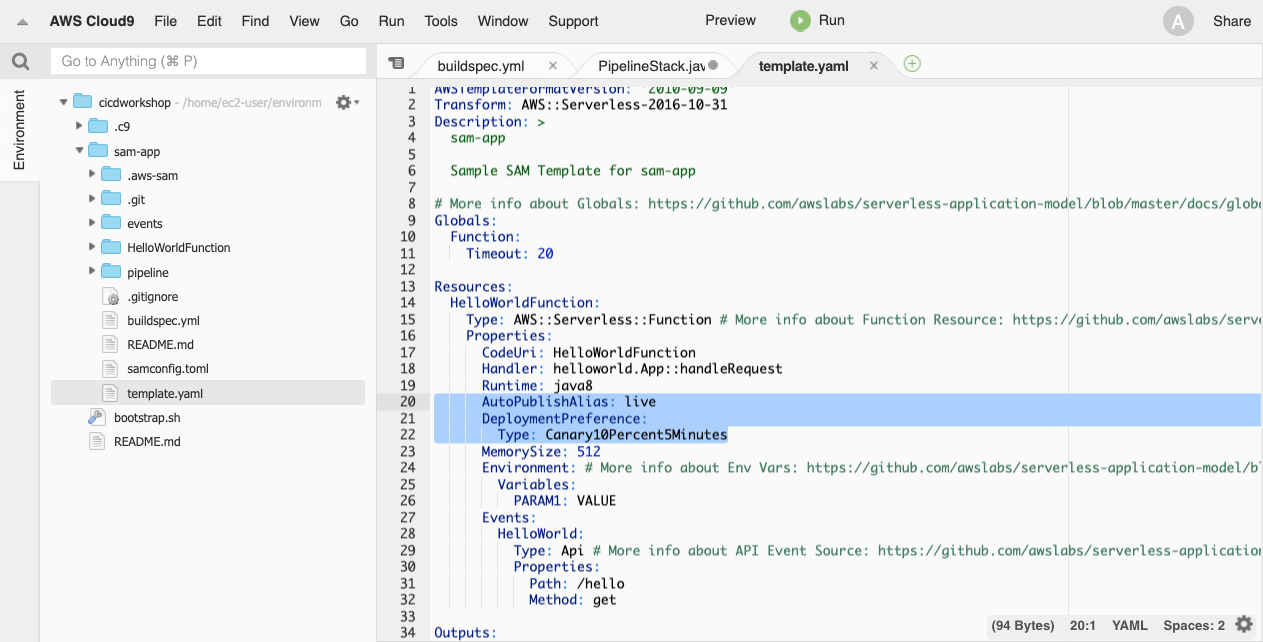 AWS Cloud9 File Edit Find View Go Run Tools Window Support Preview Run A Share
Go to Anything (⌘ P)
buildspec.yml × PipelineStack.jav template.yaml ×
Environment
cicdworkshop - /home/ec2-user/environm
.c9
sam-app
.aws-sam
.git
events
HelloWorldFunction
pipeline
.gitignore
buildspec.yml
README.md
samconfig.toml
template.yaml
bootstrap.sh
README.md
1 AWSTemplateFormatVersion: '2010-09-09'
2 Transform: AWS::Serverless-2016-10-31
3 Description: >
4 sam-app
5
6 Sample SAM Template for sam-app
7
8 # More info about Globals: https://github.com/awslabs/serverless-application-model/blob/master/docs/globa
9 Globals:
10 Function:
11 Timeout: 20
12
13 Resources:
14 HelloWorldFunction:
15 Type: AWS::Serverless::Function # More info about Function Resource: https://github.com/awslabs/serve
16 Properties:
17 CodeUri: HelloWorldFunction
18 Handler: helloworld.App::handleRequest
19 Runtime: java8
20 AutoPublishAlias: live
21 DeploymentPreference:
22 Type: Canary10Percent5Minutes
23 MemorySize: 512
24 Environment: # More info about Env Vars: https://github.com/awslabs/serverless-application-model/bl
25 Variables:
26 PARAM1: VALUE
27 Events:
28 HelloWorld:
29 Type: Api # More info about API Event Source: https://github.com/awslabs/serverless-application
30 Properties:
31 Path: /hello
32 Method: get
33
34 Outputs:
(94 Bytes) 20:1 YAML Spaces: 2